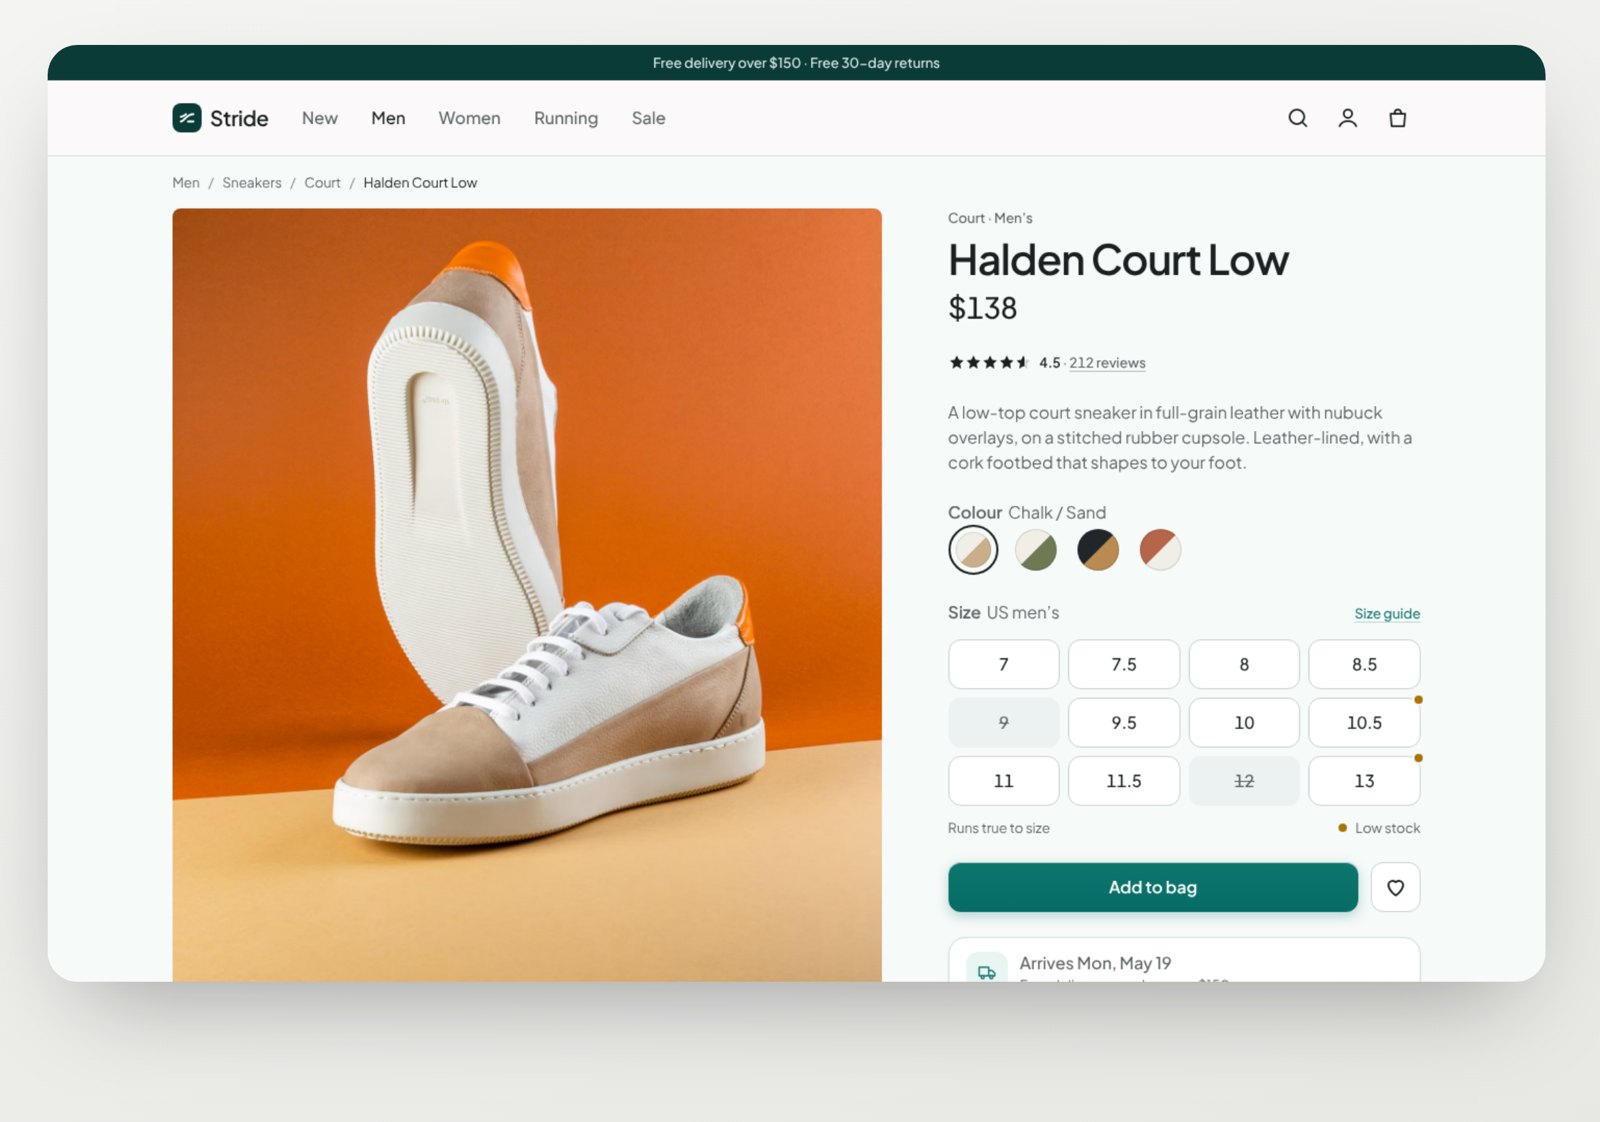 Free delivery over $150 · Free 30-day returns
Stride
New
Men
Women
Running
Sale
Men / Sneakers / Court / Halden Court Low
Court · Men's
Halden Court Low
$138
4.5 · 212 reviews
A low-top court sneaker in full-grain leather with nubuck
overlays, on a stitched rubber cupsole. Leather-lined, with a
cork footbed that shapes to your foot.
Colour Chalk / Sand
Size US men's
Size guide
7
7.5
8
8.5
9
9.5
10
10.5
11
11.5
12
13
Runs true to size
Low stock
Add to bag
Arrives Mon, May 19